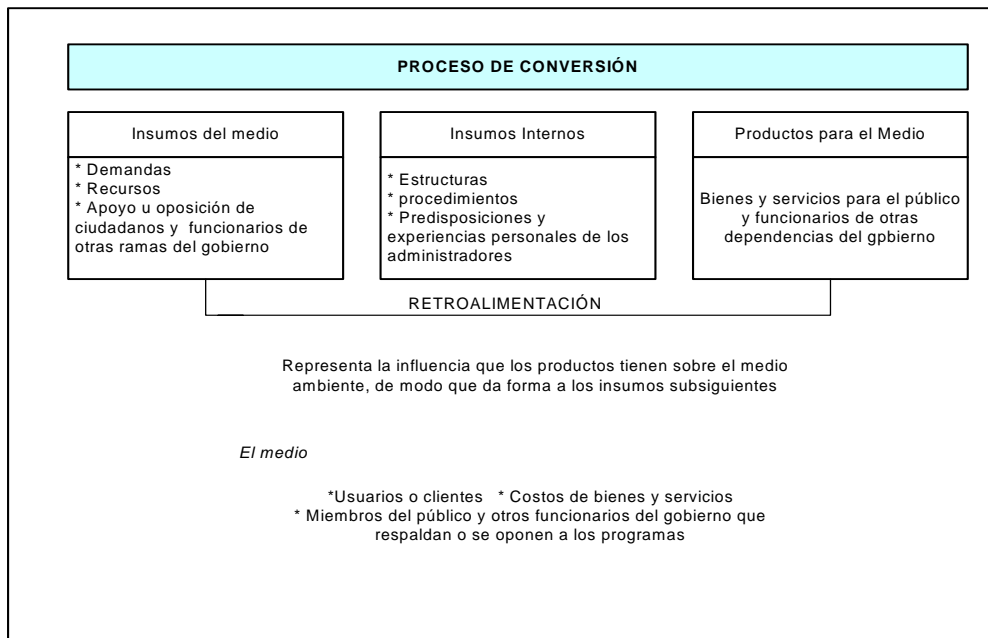 PROCESO DE CONVERSIÓN
Insumos del medio
* Demandas
* Recursos
* Apoyo u oposición de
ciudadanos y funcionarios de
otras ramas del gobierno
Insumos Internos
* Estructuras
* procedimientos
* Predisposiciones y
experiencias personales de los
administradores
Productos para el Medio
Bienes y servicios para el público
y funcionarios de otras
dependencias del gpbierno
RETROALIMENTACIÓN
Representa la influencia que los productos tienen sobre el medio
ambiente, de modo que da forma a los insumos subsiguientes
El medio
*Usuarios o clientes * Costos de bienes y servicios
* Miembros del público y otros funcionarios del gobierno que
respaldan o se oponen a los programas